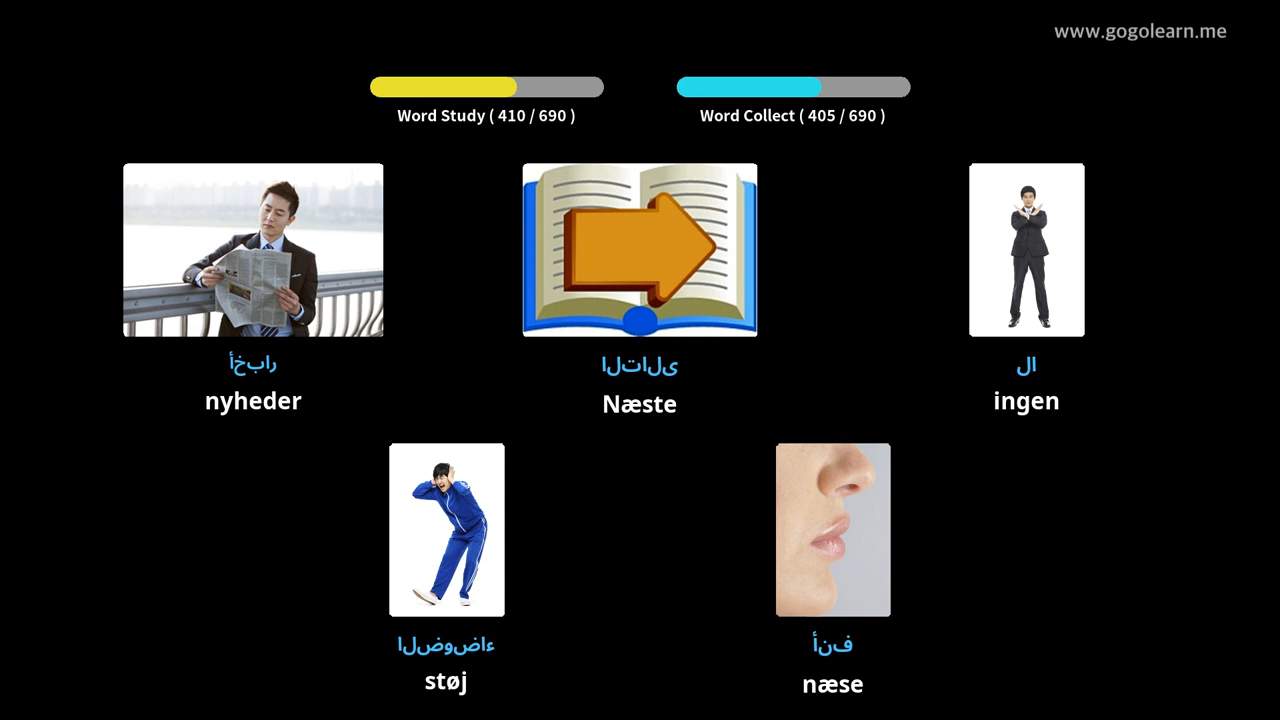 www.gogolearn.me
Word Study ( 410 / 690 )
Word Collect ( 405 / 690 )
أخبار
nyheder
التالى
Næste
لا
ingen
الضوضاء
støj
أنف
næse